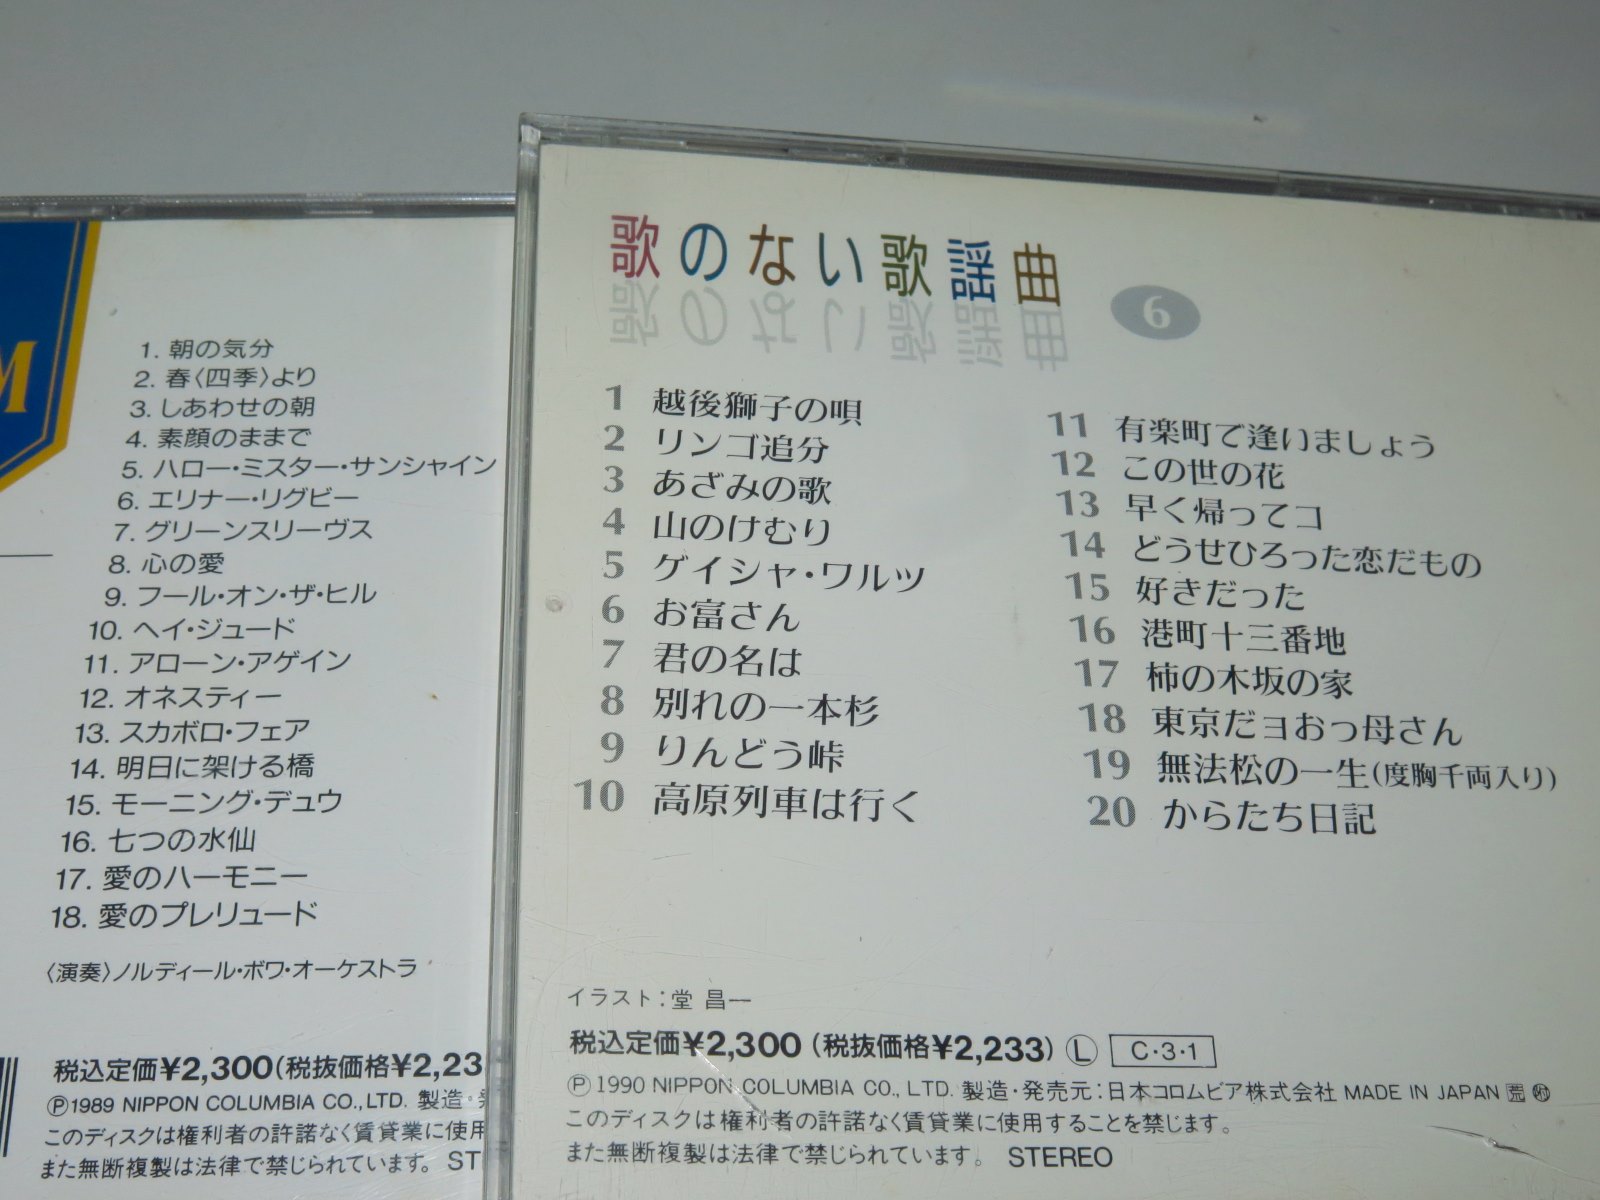 M
1. 朝の気分
2. 春〈四季〉より
3. しあわせの朝
4. 素顔のままで
5. ハロー・ミスター・サンシャイン
6. エリナー・リグビー
7. グリーンスリーヴス
8. 心の愛
9. フール・オン・ザ・ヒル
10. ヘイ・ジュード
11. アローン・アゲイン
12. オネスティー
13. スカボロ・フェア
14. 明日に架ける橋
15. モーニング・デュウ
16. 七つの水仙
17. 愛のハーモニー
18. 愛のプレリュード
〈演奏〉ノルディール・ボワ・オーケストラ
税込定価¥2,300(税抜価格¥2,23
Ⓟ1989 NIPPON COLUMBIA CO.,LTD. 製造・
このディスクは権利者の許諾なく賃貸業に使用
また無断複製は法律で禁じられています。 ST
歌のない歌謡曲 6
1 越後獅子の唄
2 リンゴ追分
3 あざみの歌
4 山のけむり
5 ゲイシャ・ワルツ
6 お富さん
7 君の名は
8 別れの一本杉
9 りんどう峠
10 高原列車は行く
11 有楽町で逢いましょう
12 この世の花
13 早く帰ってコ
14 どうせひろった恋だもの
15 好きだった
16 港町十三番地
17 柿の木坂の家
18 東京だヨおっ母さん
19 無法松の一生(度胸千両入り)
20 からたち日記
イラスト:堂 昌一
税込定価¥2,300 (税抜価格¥2,233) Ⓛ C・3・1
Ⓟ1990 NIPPON COLUMBIA CO., LTD. 製造・発売元:日本コロムビア株式会社 MADE IN JAPAN
このディスクは権利者の許諾なく賃貸業に使用することを禁じます。
また無断複製は法律で禁じられています。 STEREO